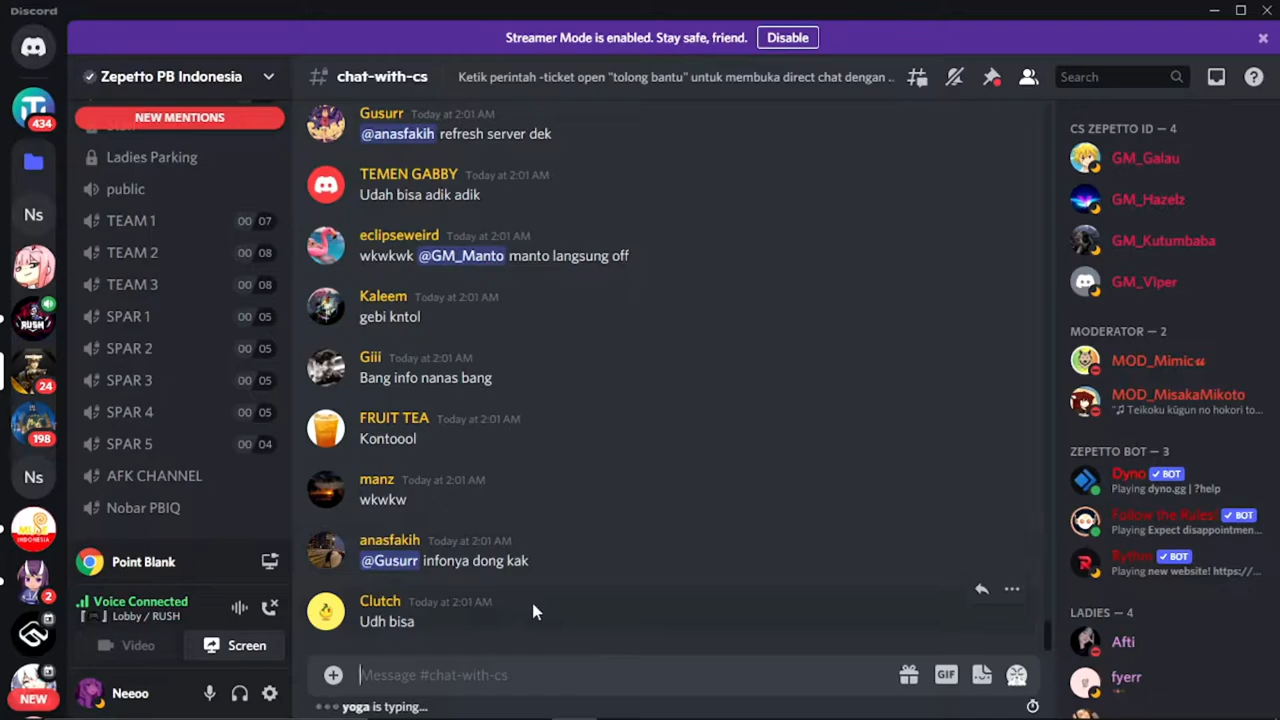 Discord
Streamer Mode is enabled. Stay safe, friend.
Disable
Zepetto PB Indonesia
chat-with-cs
Ketik perintah -ticket open "tolong bantu" untuk membuka direct chat dengan ..
Search
434
Ns
24
198
Ns
2
NEW
NEW MENTIONS
Ladies Parking
public
TEAM 1 00 07
TEAM 2 00 08
TEAM 3 00 08
SPAR 1 00 05
SPAR 2 00 05
SPAR 3 00 05
SPAR 4 00 05
SPAR 5 00 04
AFK CHANNEL
Nobar PBIQ
Point Blank
Voice Connected
Lobby / RUSH
Video
Screen
Neeoo
Gusurr Today at 2:01 AM
@anasfakih refresh server dek
TEMEN GABBY Today at 2:01 AM
Udah bisa adik adik
eclipseweird Today at 2:01 AM
wkwkwk @GM_Manto manto langsung off
Kaleem Today at 2:01 AM
gebi kntol
Giii Today at 2:01 AM
Bang info nanas bang
FRUIT TEA Today at 2:01 AM
Kontoool
manz Today at 2:01 AM
wkwkw
anasfakih Today at 2:01 AM
@Gusurr infonya dong kak
Clutch Today at 2:01 AM
Udh bisa
Message #chat-with-cs
GIF
yoga is typing...
CS ZEPETTO ID — 4
GM_Galau
GM_Hazelz
GM_Kutumbaba
GM_VIper
MODERATOR — 2
MOD_Mimic
MOD_MisakaMikoto
"♫ Teikoku kūgun no hokori to...
ZEPETTO BOT — 3
Dyno BOT
Playing dyno.gg | ?help
Follow the Rules! BOT
Playing Expect disappointmen...
Rythm BOT
Playing new website! https://...
LADIES — 4
Afti
fyerr